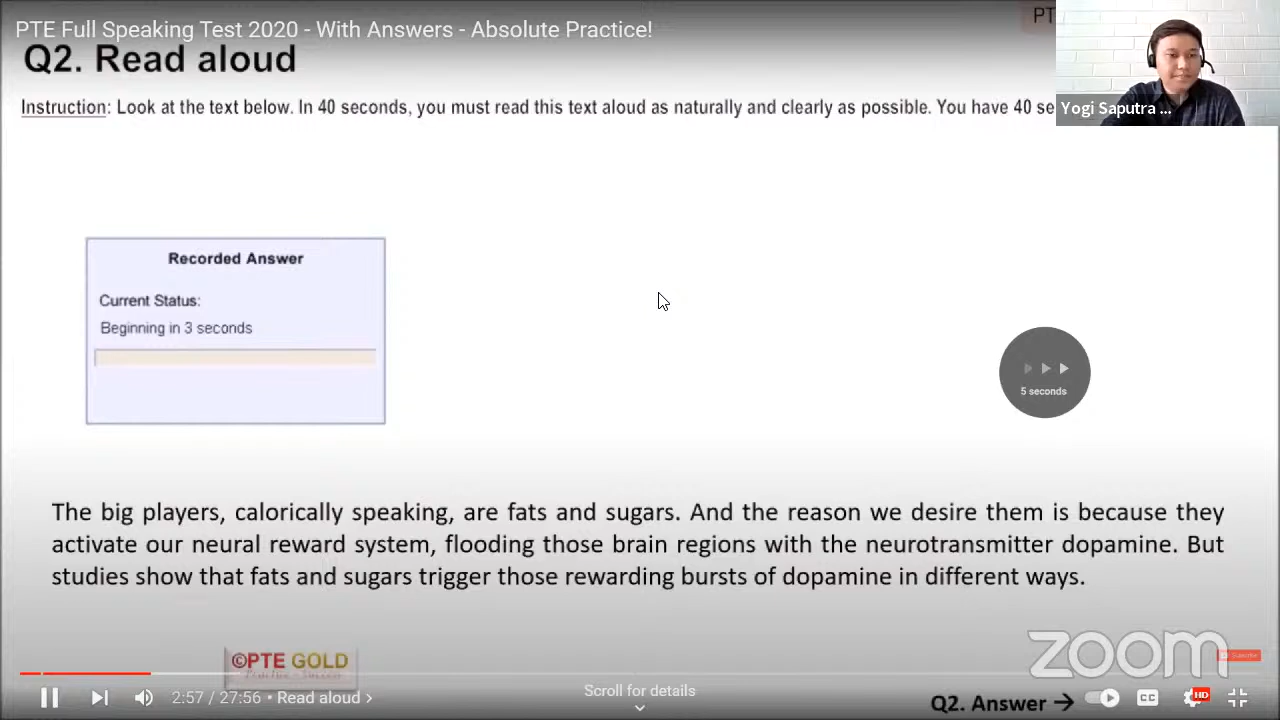 PTE Full Speaking Test 2020 - With Answers - Absolute Practice!
PT
Q2. Read aloud
Instruction: Look at the text below. In 40 seconds, you must read this text aloud as naturally and clearly as possible. You have 40 se
Yogi Saputra ...
Recorded Answer
Current Status:
Beginning in 3 seconds
5 seconds
The big players, calorically speaking, are fats and sugars. And the reason we desire them is because they
activate our neural reward system, flooding those brain regions with the neurotransmitter dopamine. But
studies show that fats and sugars trigger those rewarding bursts of dopamine in different ways.
©PTE GOLD
Practice - Success
zoom
Subscribe
2:57 / 27:56 • Read aloud >
Scroll for details
Q2. Answer →
CC
HD